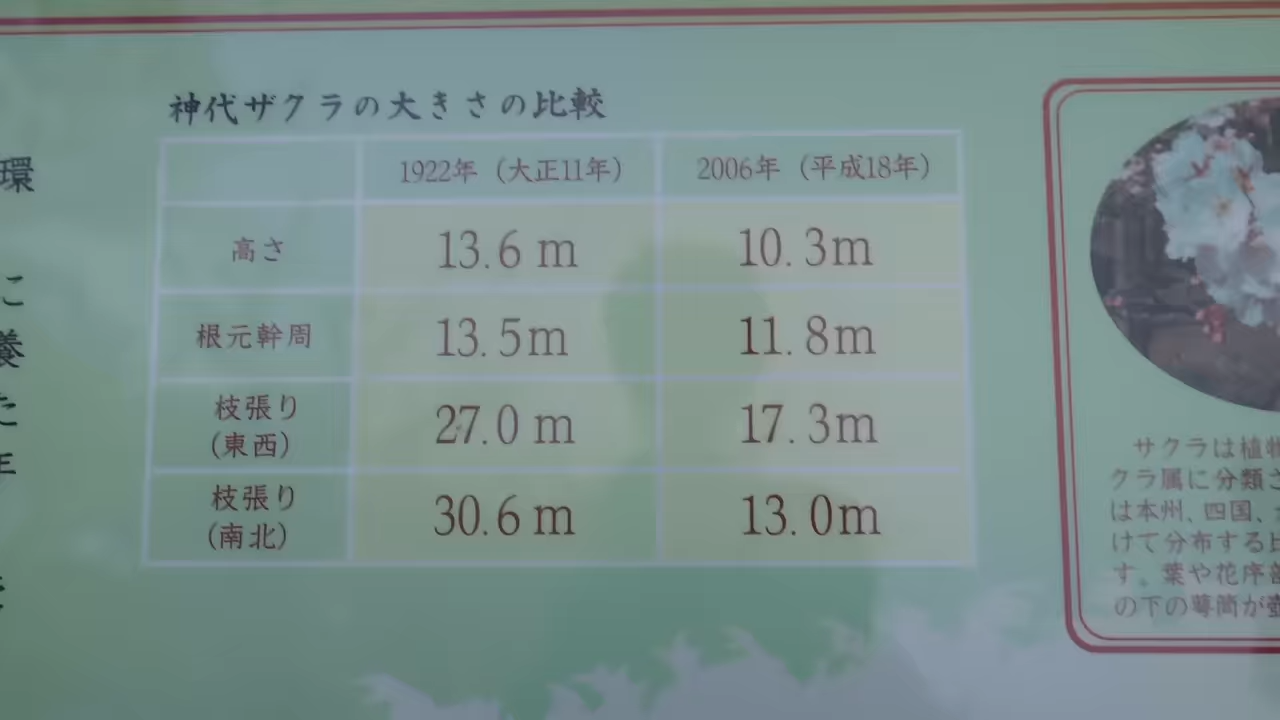 神代ザクラの大きさの比較
1922年（大正11年） 2006年（平成18年）
高さ 13.6 m 10.3m
根元幹周 13.5m 11.8m
枝張り
(東西) 27.0 m 17.3m
枝張り
(南北) 30.6 m 13.0m
環
こ
養
た
サクラは植物
クラ属に分類さ
は本州、四国、
けて分布する
す。葉や花序
の下の萼筒が壺